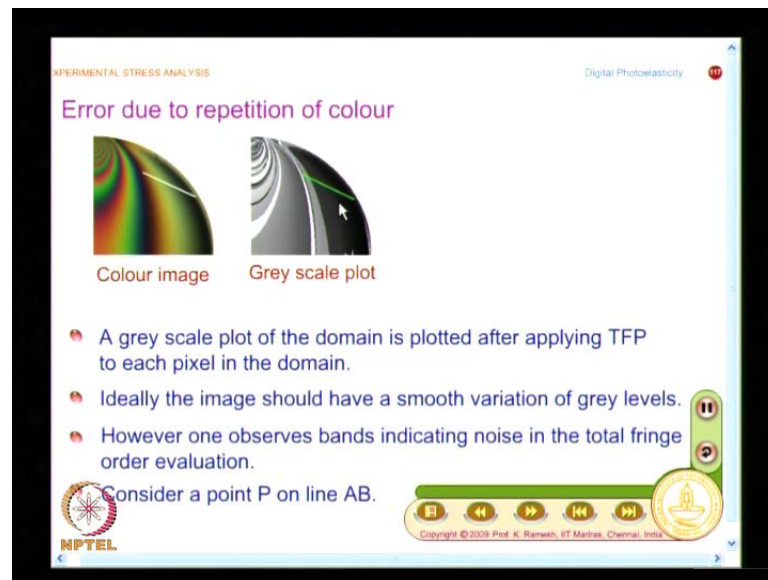 XPERIMENTAL STRESS ANALYSIS
Digital Photoelasticity 117
Error due to repetition of colour
Colour image
Grey scale plot
A grey scale plot of the domain is plotted after applying TFP
to each pixel in the domain.
Ideally the image should have a smooth variation of grey levels.
However one observes bands indicating noise in the total fringe
order evaluation.
Consider a point P on line AB.
Copyright © 2009 Prof. K. Ramesh, IIT Madras, Chennai, India
NPTEL